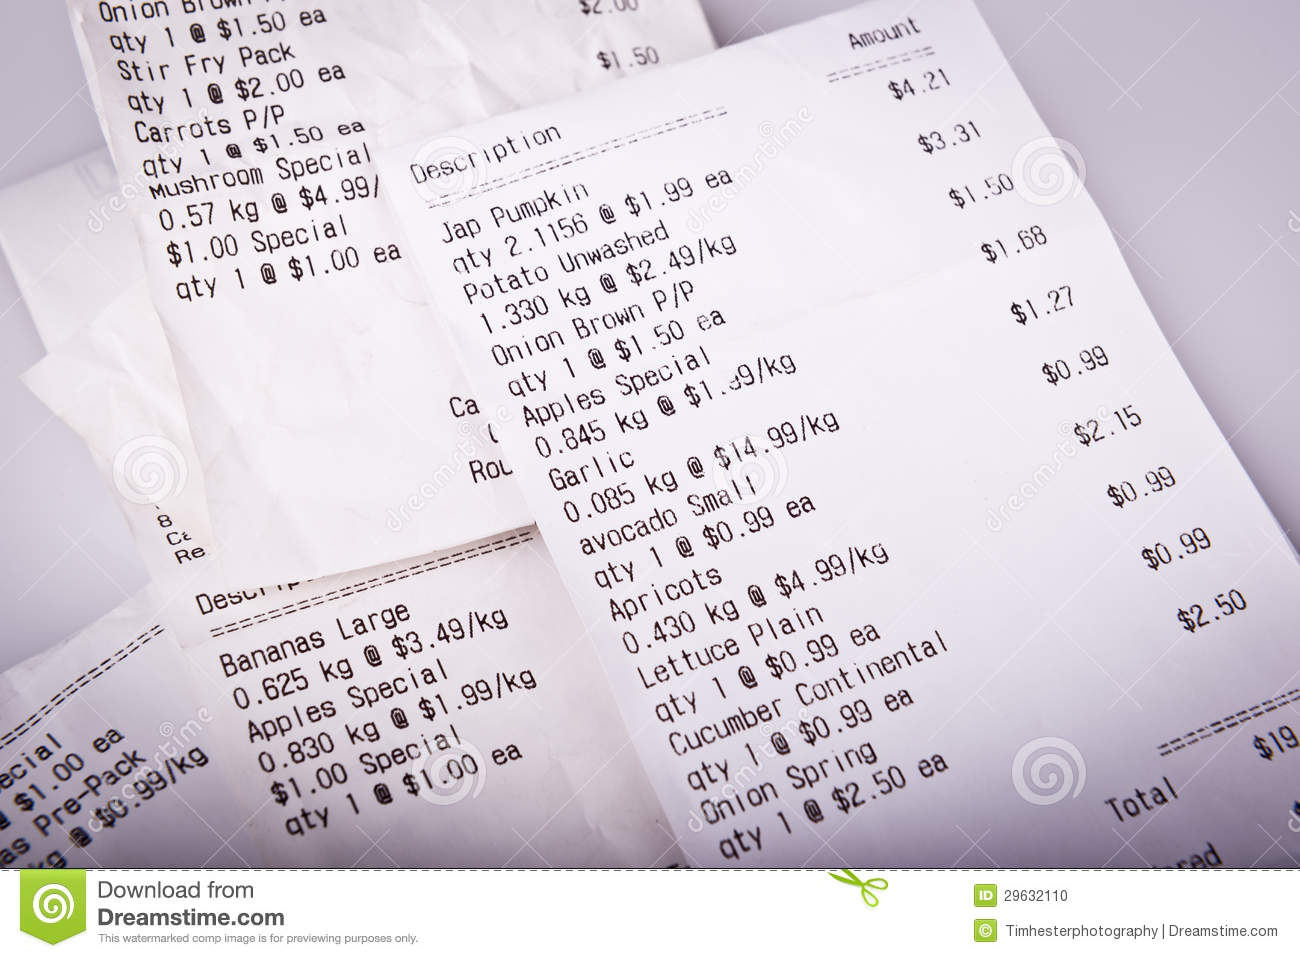 Onion Brown P/P
qty 1 @ $1.50 ea
Stir Fry Pack
qty 1 @ $2.00 ea
Carrots P/P
qty 1 @ $1.50 ea
Mushroom Special
0.57 kg @ $4.99/
$1.00 Special
qty 1 @ $1.00 ea
$2.00
$1.50
Ca
Rou
8 Ca
Re
Description Amount
Jap Pumpkin $4.21
qty 2.1156 @ $1.99 ea
Potato Unwashed $3.31
1.330 kg @ $2.49/kg
Onion Brown P/P $1.50
qty 1 @ $1.50 ea
Apples Special $1.68
0.845 kg @ $1.99/kg
Garlic $1.27
0.085 kg @ $14.99/kg
avocado Small $0.99
qty 1 @ $0.99 ea
Apricots $2.15
0.430 kg @ $4.99/kg
Lettuce Plain $0.99
qty 1 @ $0.99 ea
Cucumber Continental $0.99
qty 1 @ $0.99 ea
Onion Spring $2.50
qty 1 @ $2.50 ea
$19.
Total
ered
Descrip
Bananas Large
0.625 kg @ $3.49/kg
Apples Special
0.830 kg @ $1.99/kg
$1.00 Special
qty 1 @ $1.00 ea
ecial
@ $1.00 ea
as Pre-Pack
kg @ $0.99/kg
Download from
Dreamstime.com
This watermarked comp image is for previewing purposes only.
ID 29632110
© Timhesterphotography | Dreamstime.com